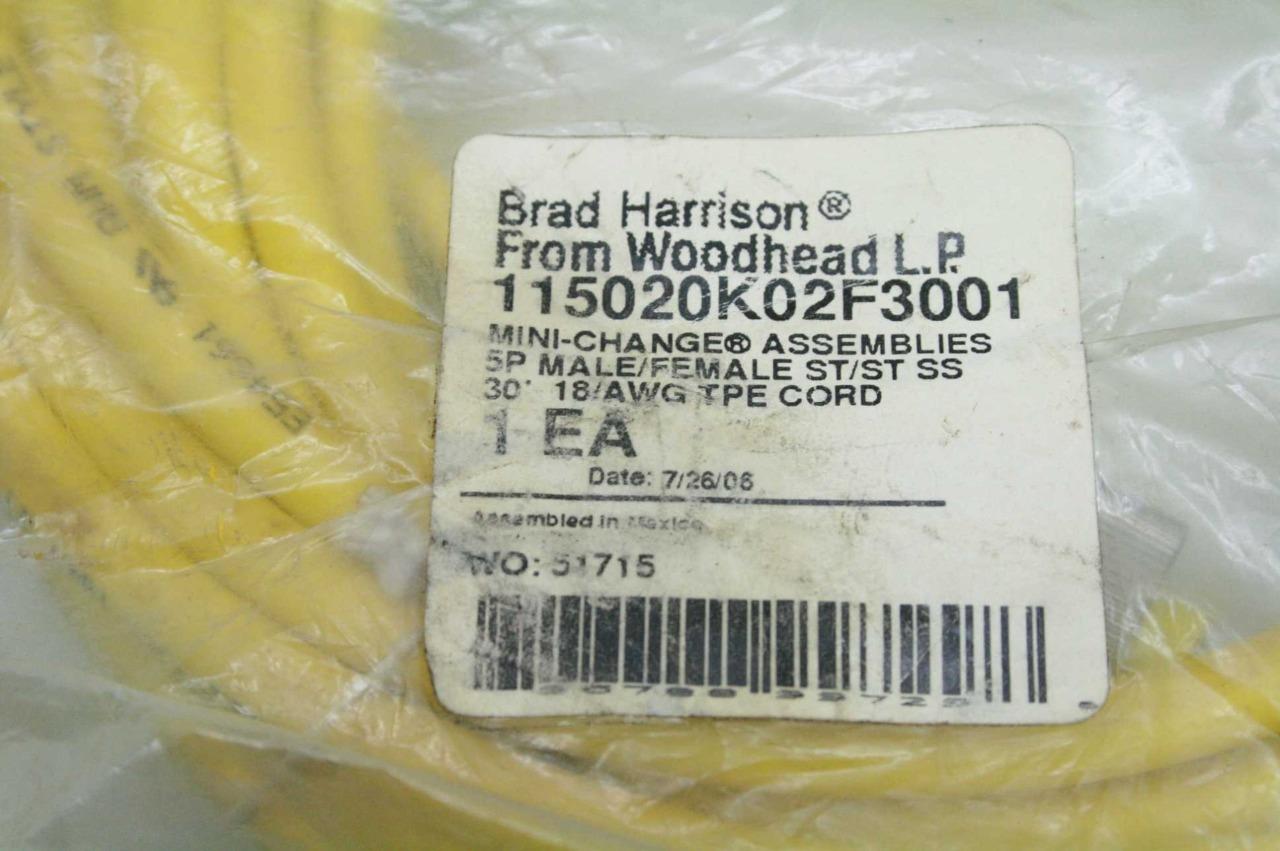 Brad Harrison®
From Woodhead L.P.
115020K02F3001
MINI-CHANGE® ASSEMBLIES
5P MALE/FEMALE ST/ST SS
30' 18/AWG TPE CORD
1 EA
Date: 7/26/06
Assembled in Mexico
WO: 51715